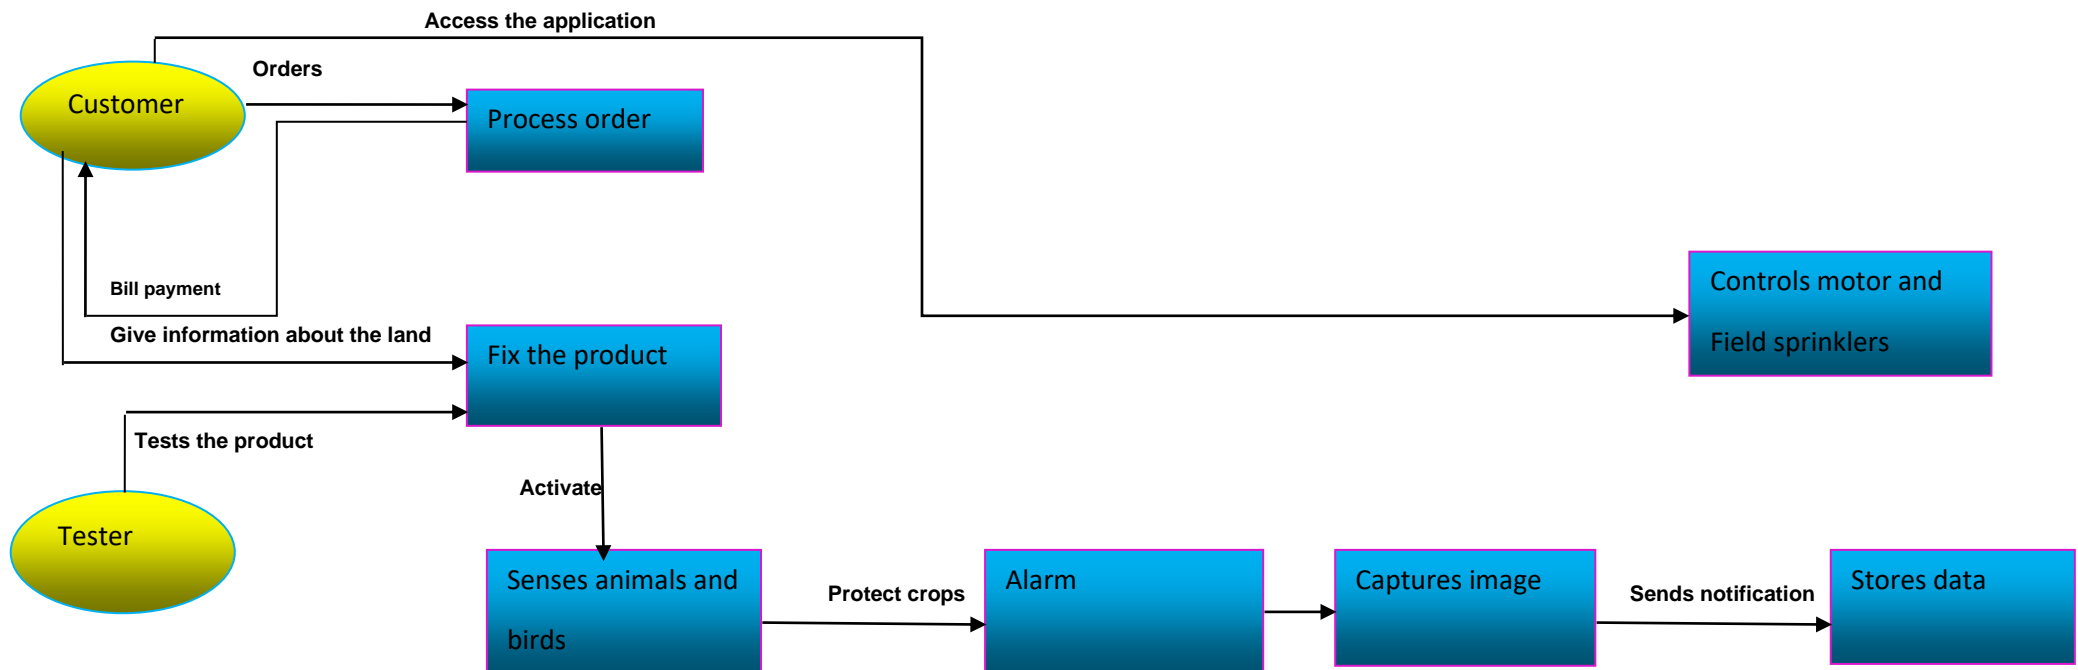 Access the application
Orders
Customer
Process order
Bill payment
Give information about the land
Controls motor and
Field sprinklers
Fix the product
Tests the product
Activate
Tester
Senses animals and
birds
Protect crops
Alarm
Captures image
Sends notification
Stores data